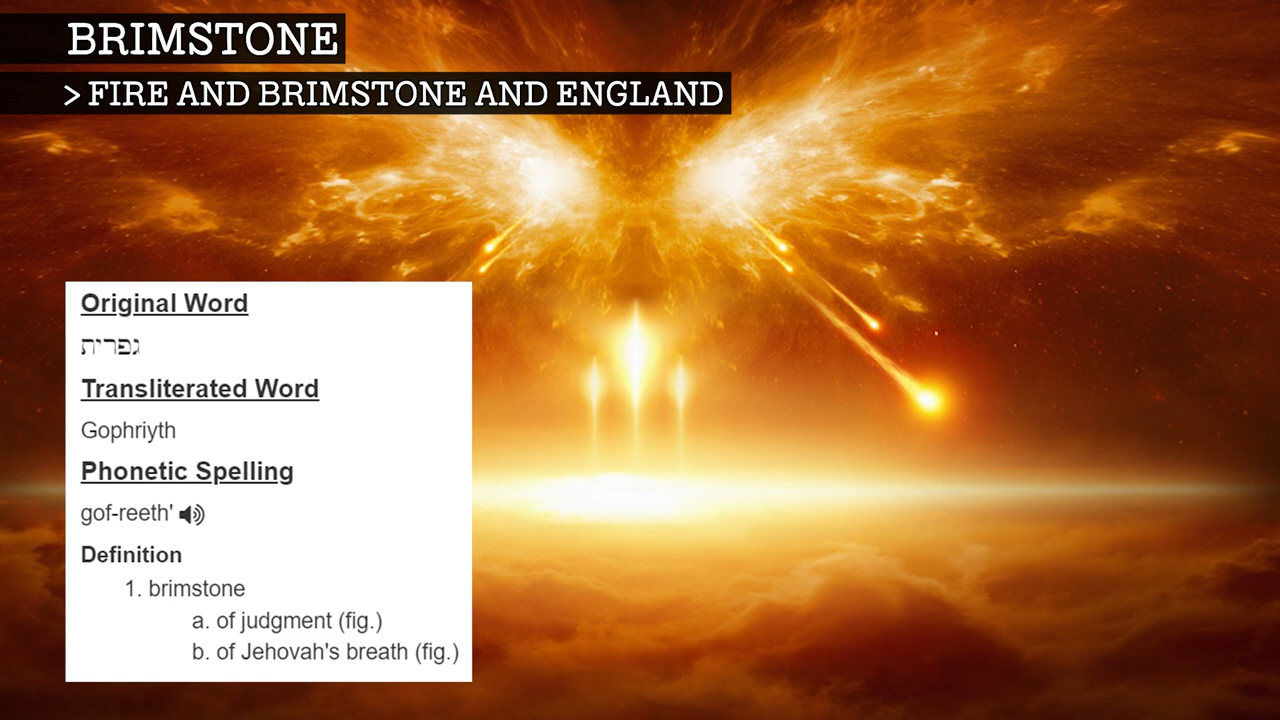 BRIMSTONE
> FIRE AND BRIMSTONE AND ENGLAND
Original Word
גפרית
Transliterated Word
Gophriyth
Phonetic Spelling
gof-reeth'
Definition
1. brimstone
a. of judgment (fig.)
b. of Jehovah's breath (fig.)